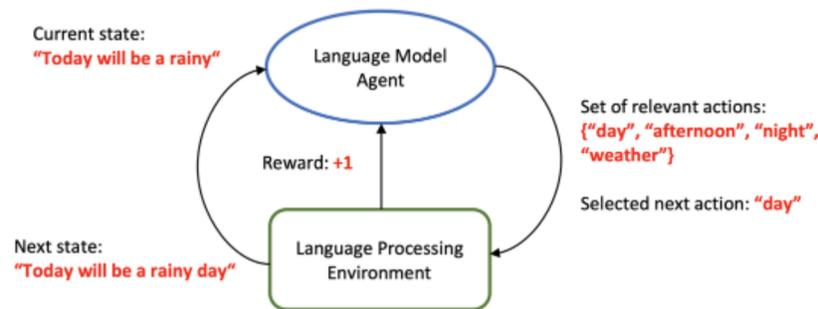 Current state:
“Today will be a rainy“
Language Model
Agent
Set of relevant actions:
{“day”, “afternoon”, “night”,
“weather”}
Reward: +1
Selected next action: “day”
Next state:
“Today will be a rainy day“
Language Processing
Environment